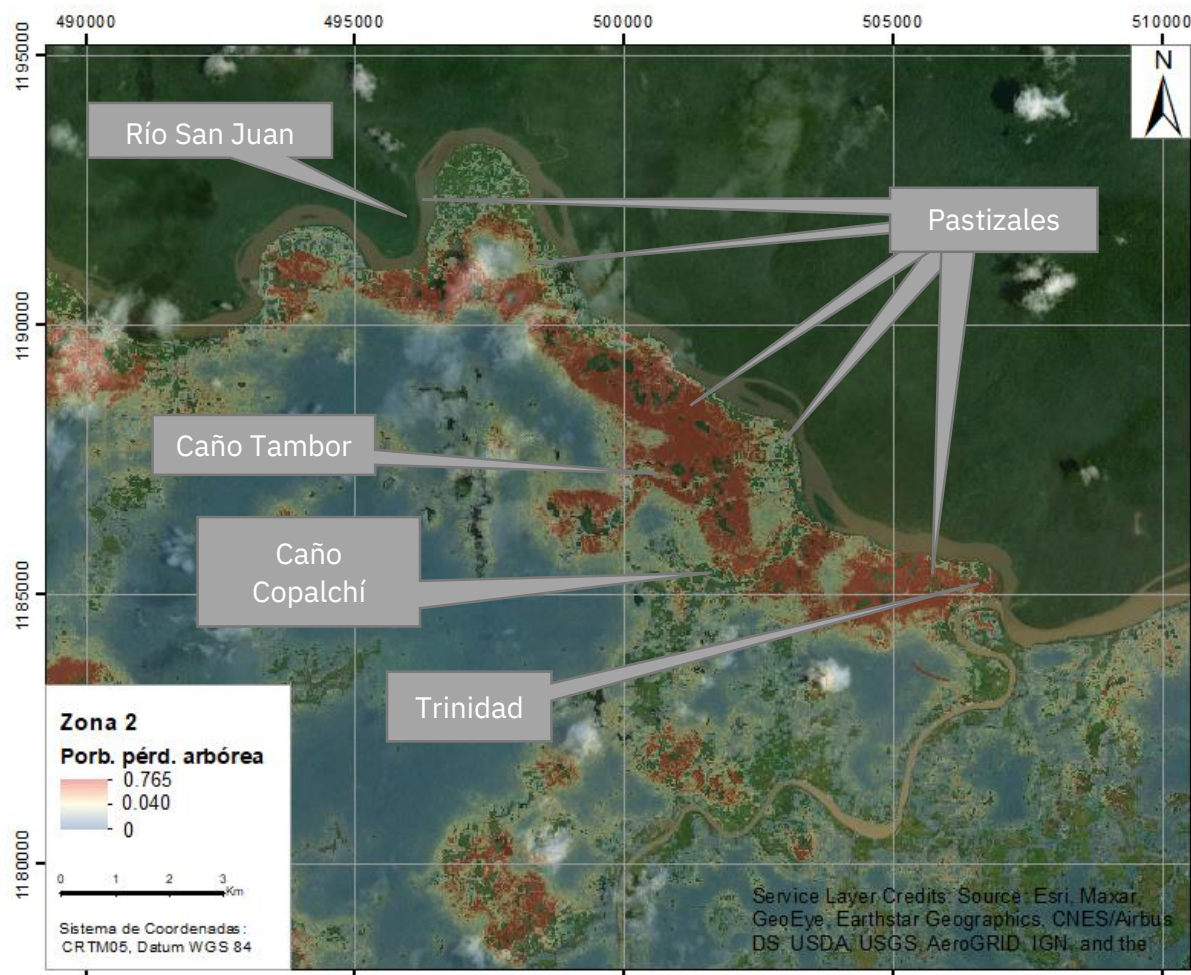 490000 495000 500000 505000 510000
1195000
N
Río San Juan
Pastizales
1190000
Caño Tambor
Caño
Copalchí
1185000
Trinidad
Zona 2
Porb. pérd. arbórea
0.765
0.040
0
1180000
0 1 2 3
Km
Sistema de Coordenadas:
CRTM05, Datum WGS 84
Service Layer Credits: Source: Esri, Maxar,
GeoEye, Earthstar Geographics, CNES/Airbus
DS, USDA, USGS, AeroGRID, IGN, and the